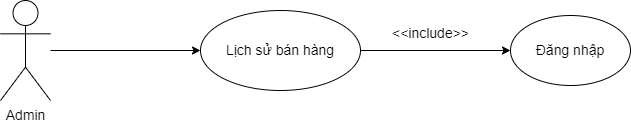 <<include>>
Lịch sử bán hàng
Đăng nhập
Admin